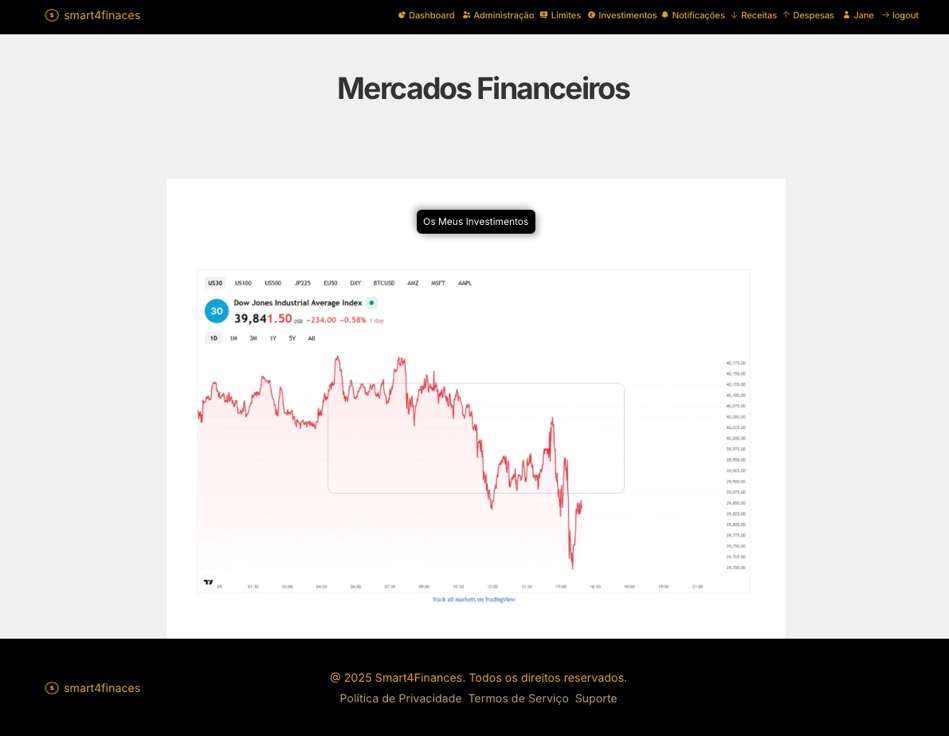 smart4finaces Dashboard Administração Limites Investimentos Notificações Receitas Despesas Jane logout
Mercados Financeiros
Os Meus Investimentos
US30 US100 US500 JP225 EU50 DXY BTCUSD AMZ MSFT AAPL
30 Dow Jones Industrial Average Index
39,841.50 USD −234.00 −0.58% 1 day
1D 1M 3M 1Y 5Y All
40,175.00
40,150.00
40,125.00
40,100.00
40,075.00
40,050.00
40,025.00
40,000.00
39,975.00
39,950.00
39,925.00
39,900.00
39,875.00
39,850.00
39,825.00
39,800.00
39,775.00
39,750.00
39,725.00
39,700.00
25 01:30 03:00 04:30 06:00 07:30 09:00 10:30 12:00 13:30 15:00 16:30 18:00 19:30 21:00
Track all markets on TradingView
smart4finaces
@ 2025 Smart4Finances. Todos os direitos reservados.
Política de Privacidade Termos de Serviço Suporte